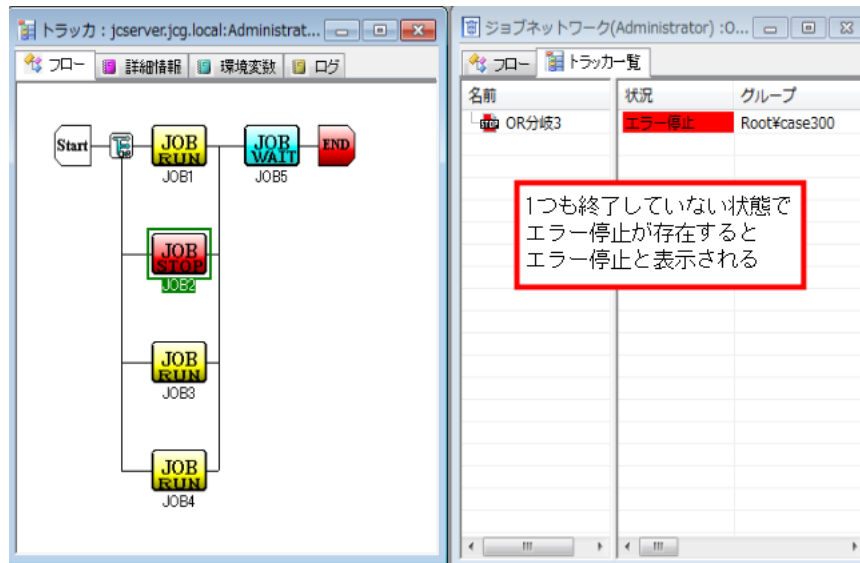 トラッカ : jcserver.jcg.local:Administrat...
フロー 詳細情報 環境変数 ログ
Start OR JOB RUN JOB WAIT END
JOB1 JOB5
JOB STOP
JOB2
JOB RUN
JOB3
JOB RUN
JOB4
ジョブネットワーク(Administrator) :O...
フロー トラッカ一覧
名前 状況 グループ
OR分岐3 エラー停止 Root¥case300
1つも終了していない状態で
エラー停止が存在すると
エラー停止と表示される